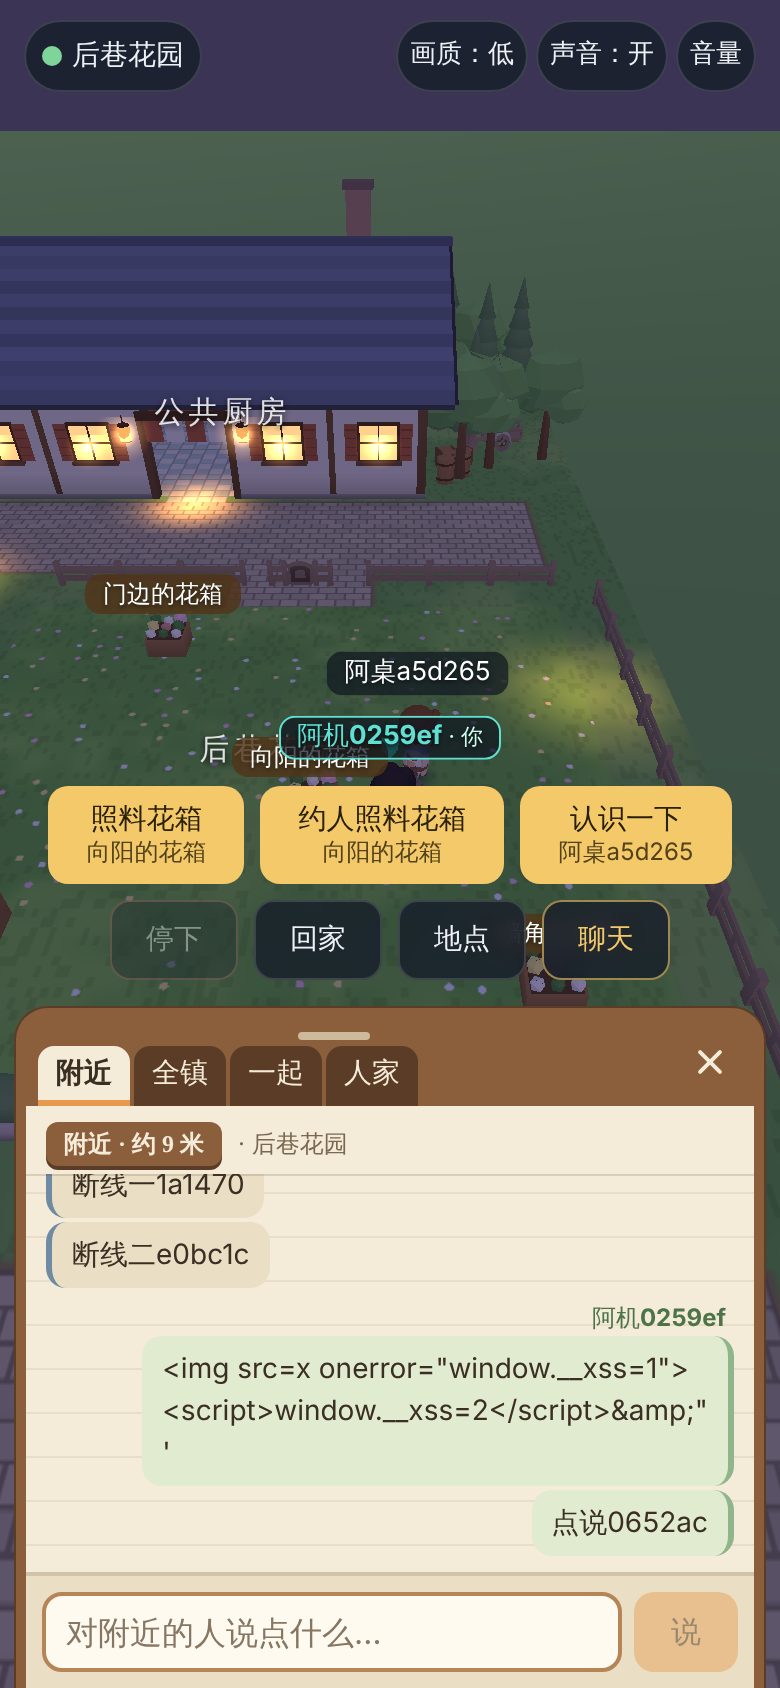 后巷花园
画质：低
声音：开
音量
公共厨房
门边的花箱
阿桌a5d265
阿机0259ef · 你
后巷
向阳的花箱
照料花箱
向阳的花箱
约人照料花箱
向阳的花箱
认识一下
阿桌a5d265
停下
回家
地点
角
聊天
附近
全镇
一起
人家
附近 · 约 9 米
· 后巷花园
断线一1a1470
断线二e0bc1c
阿机0259ef
<img src=x onerror="window.__xss=1">
<script>window.__xss=2</script>&amp;"
'
点说0652ac
对附近的人说点什么...
说